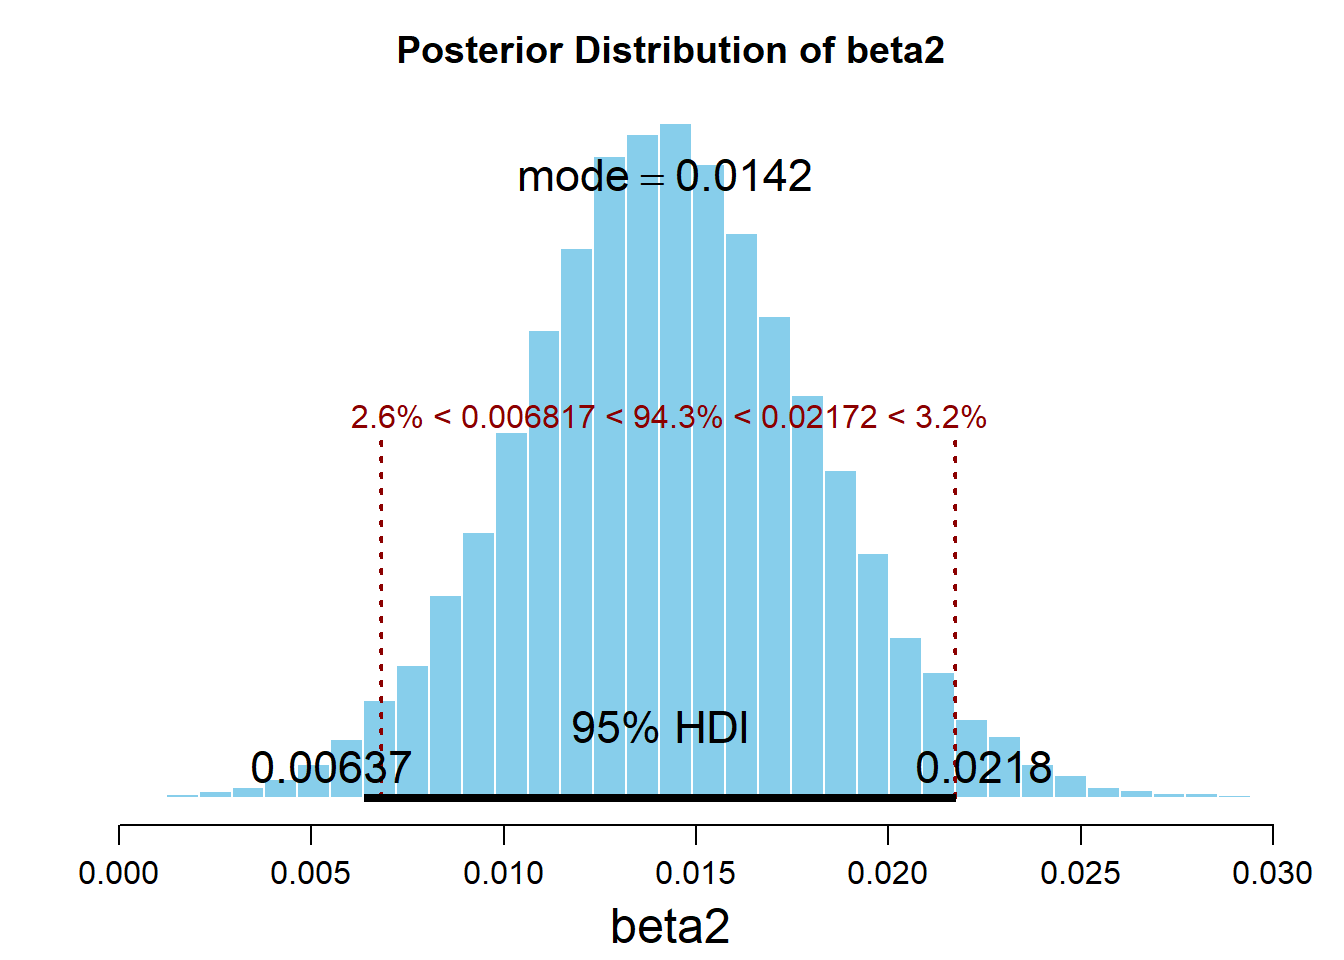 Posterior Distribution of beta2
mode = 0.0142
2.6% < 0.006817 < 94.3% < 0.02172 < 3.2%
95% HDI
0.00637 0.0218
0.000 0.005 0.010 0.015 0.020 0.025 0.030
beta2